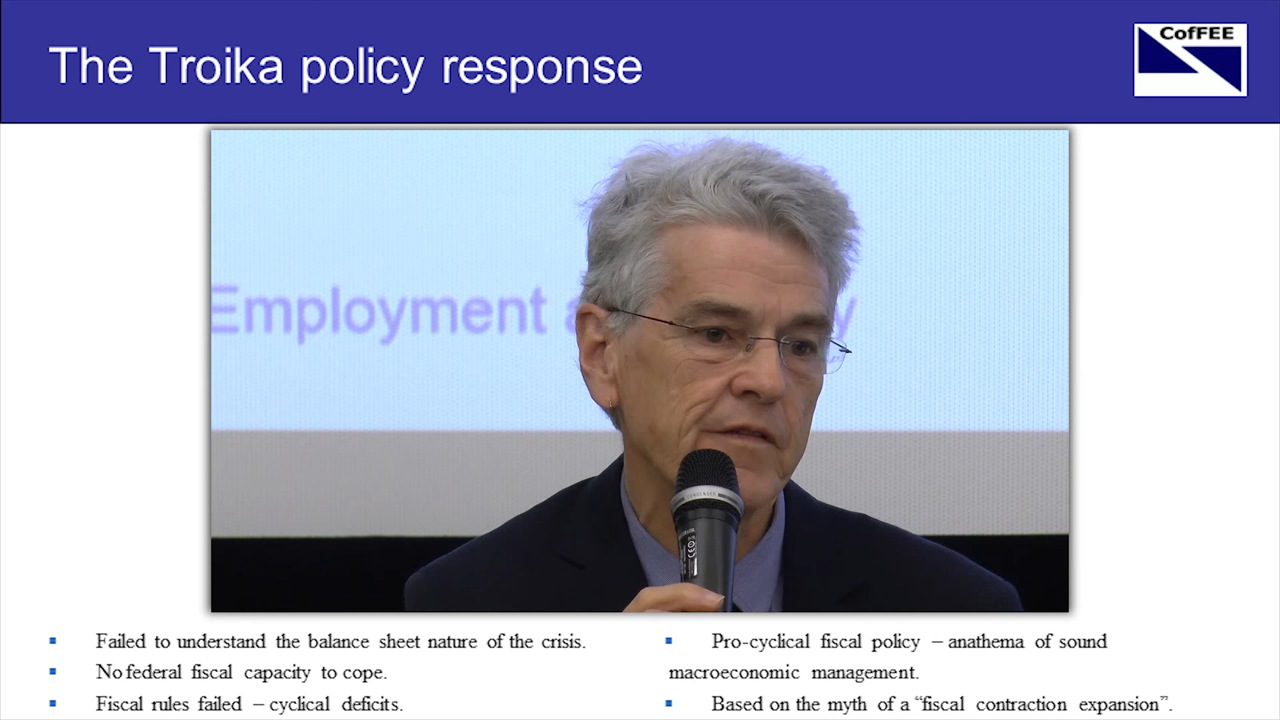 The Troika policy response
CofFEE
Employment a
y
CONDENSER
Failed to understand the balance sheet nature of the crisis.
No federal fiscal capacity to cope.
Fiscal rules failed – cyclical deficits.
Pro-cyclical fiscal policy – anathema of sound
macroeconomic management.
Based on the myth of a “fiscal contraction expansion”.